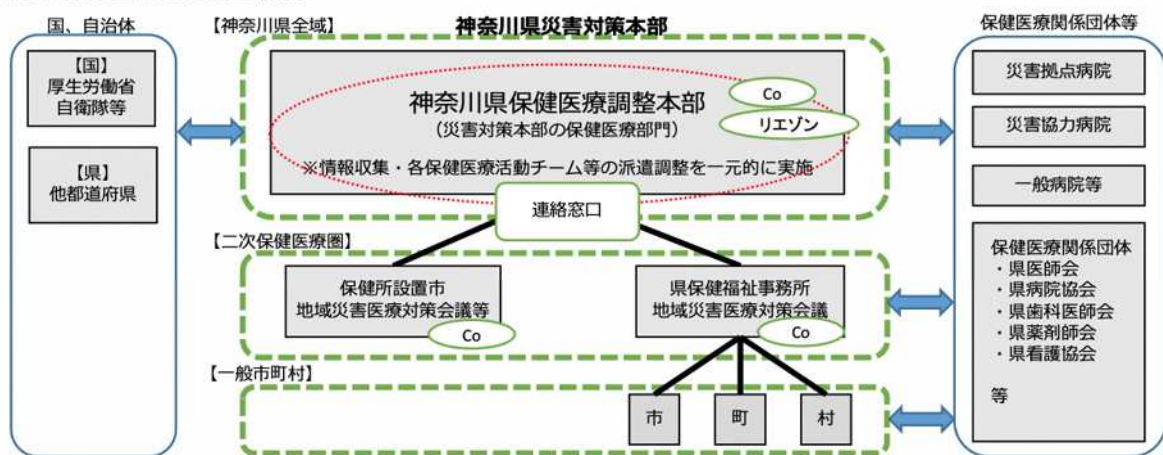 国、自治体
【国】
厚生労働省
自衛隊等
【県】
他都道府県
【神奈川県全域】
神奈川県災害対策本部
神奈川県保健医療調整本部
（災害対策本部の保健医療部門）
Co
リエゾン
※情報収集・各保健医療活動チーム等の派遣調整を一元的に実施
連絡窓口
【二次保健医療圏】
保健所設置市
地域災害医療対策会議等
Co
県保健福祉事務所
地域災害医療対策会議
Co
【一般市町村】
市
町
村
保健医療関係団体等
災害拠点病院
災害協力病院
一般病院等
保健医療関係団体
・県医師会
・県病院協会
・県歯科医師会
・県薬剤師会
・県看護協会
等